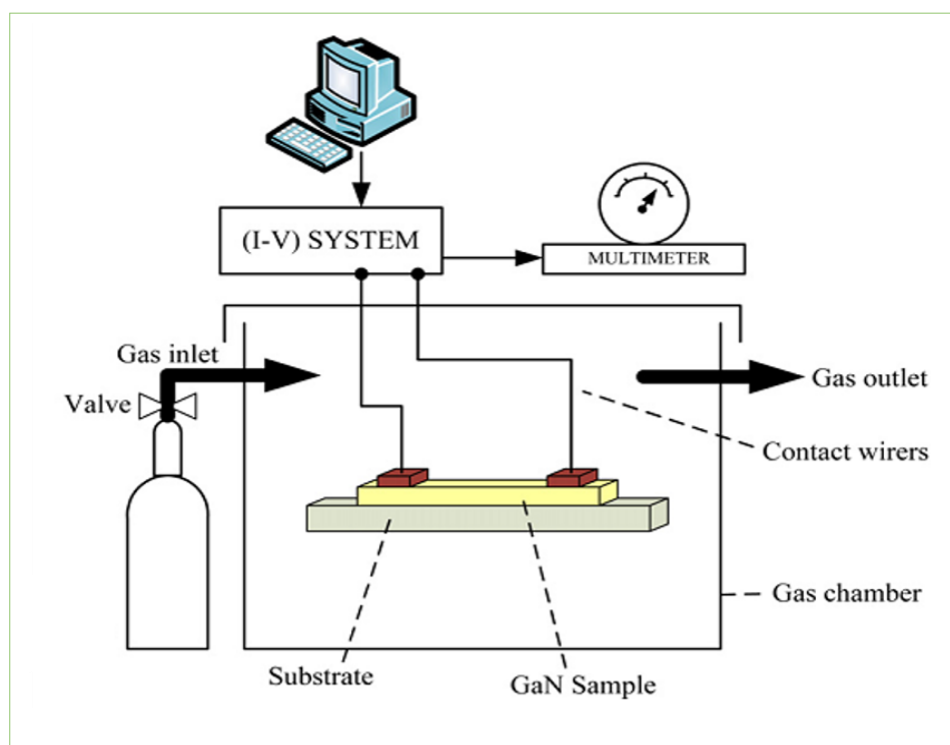 (I-V) SYSTEM
MULTIMETER
Gas inlet
Gas outlet
Valve
Contact wirers
Gas chamber
Substrate
GaN Sample